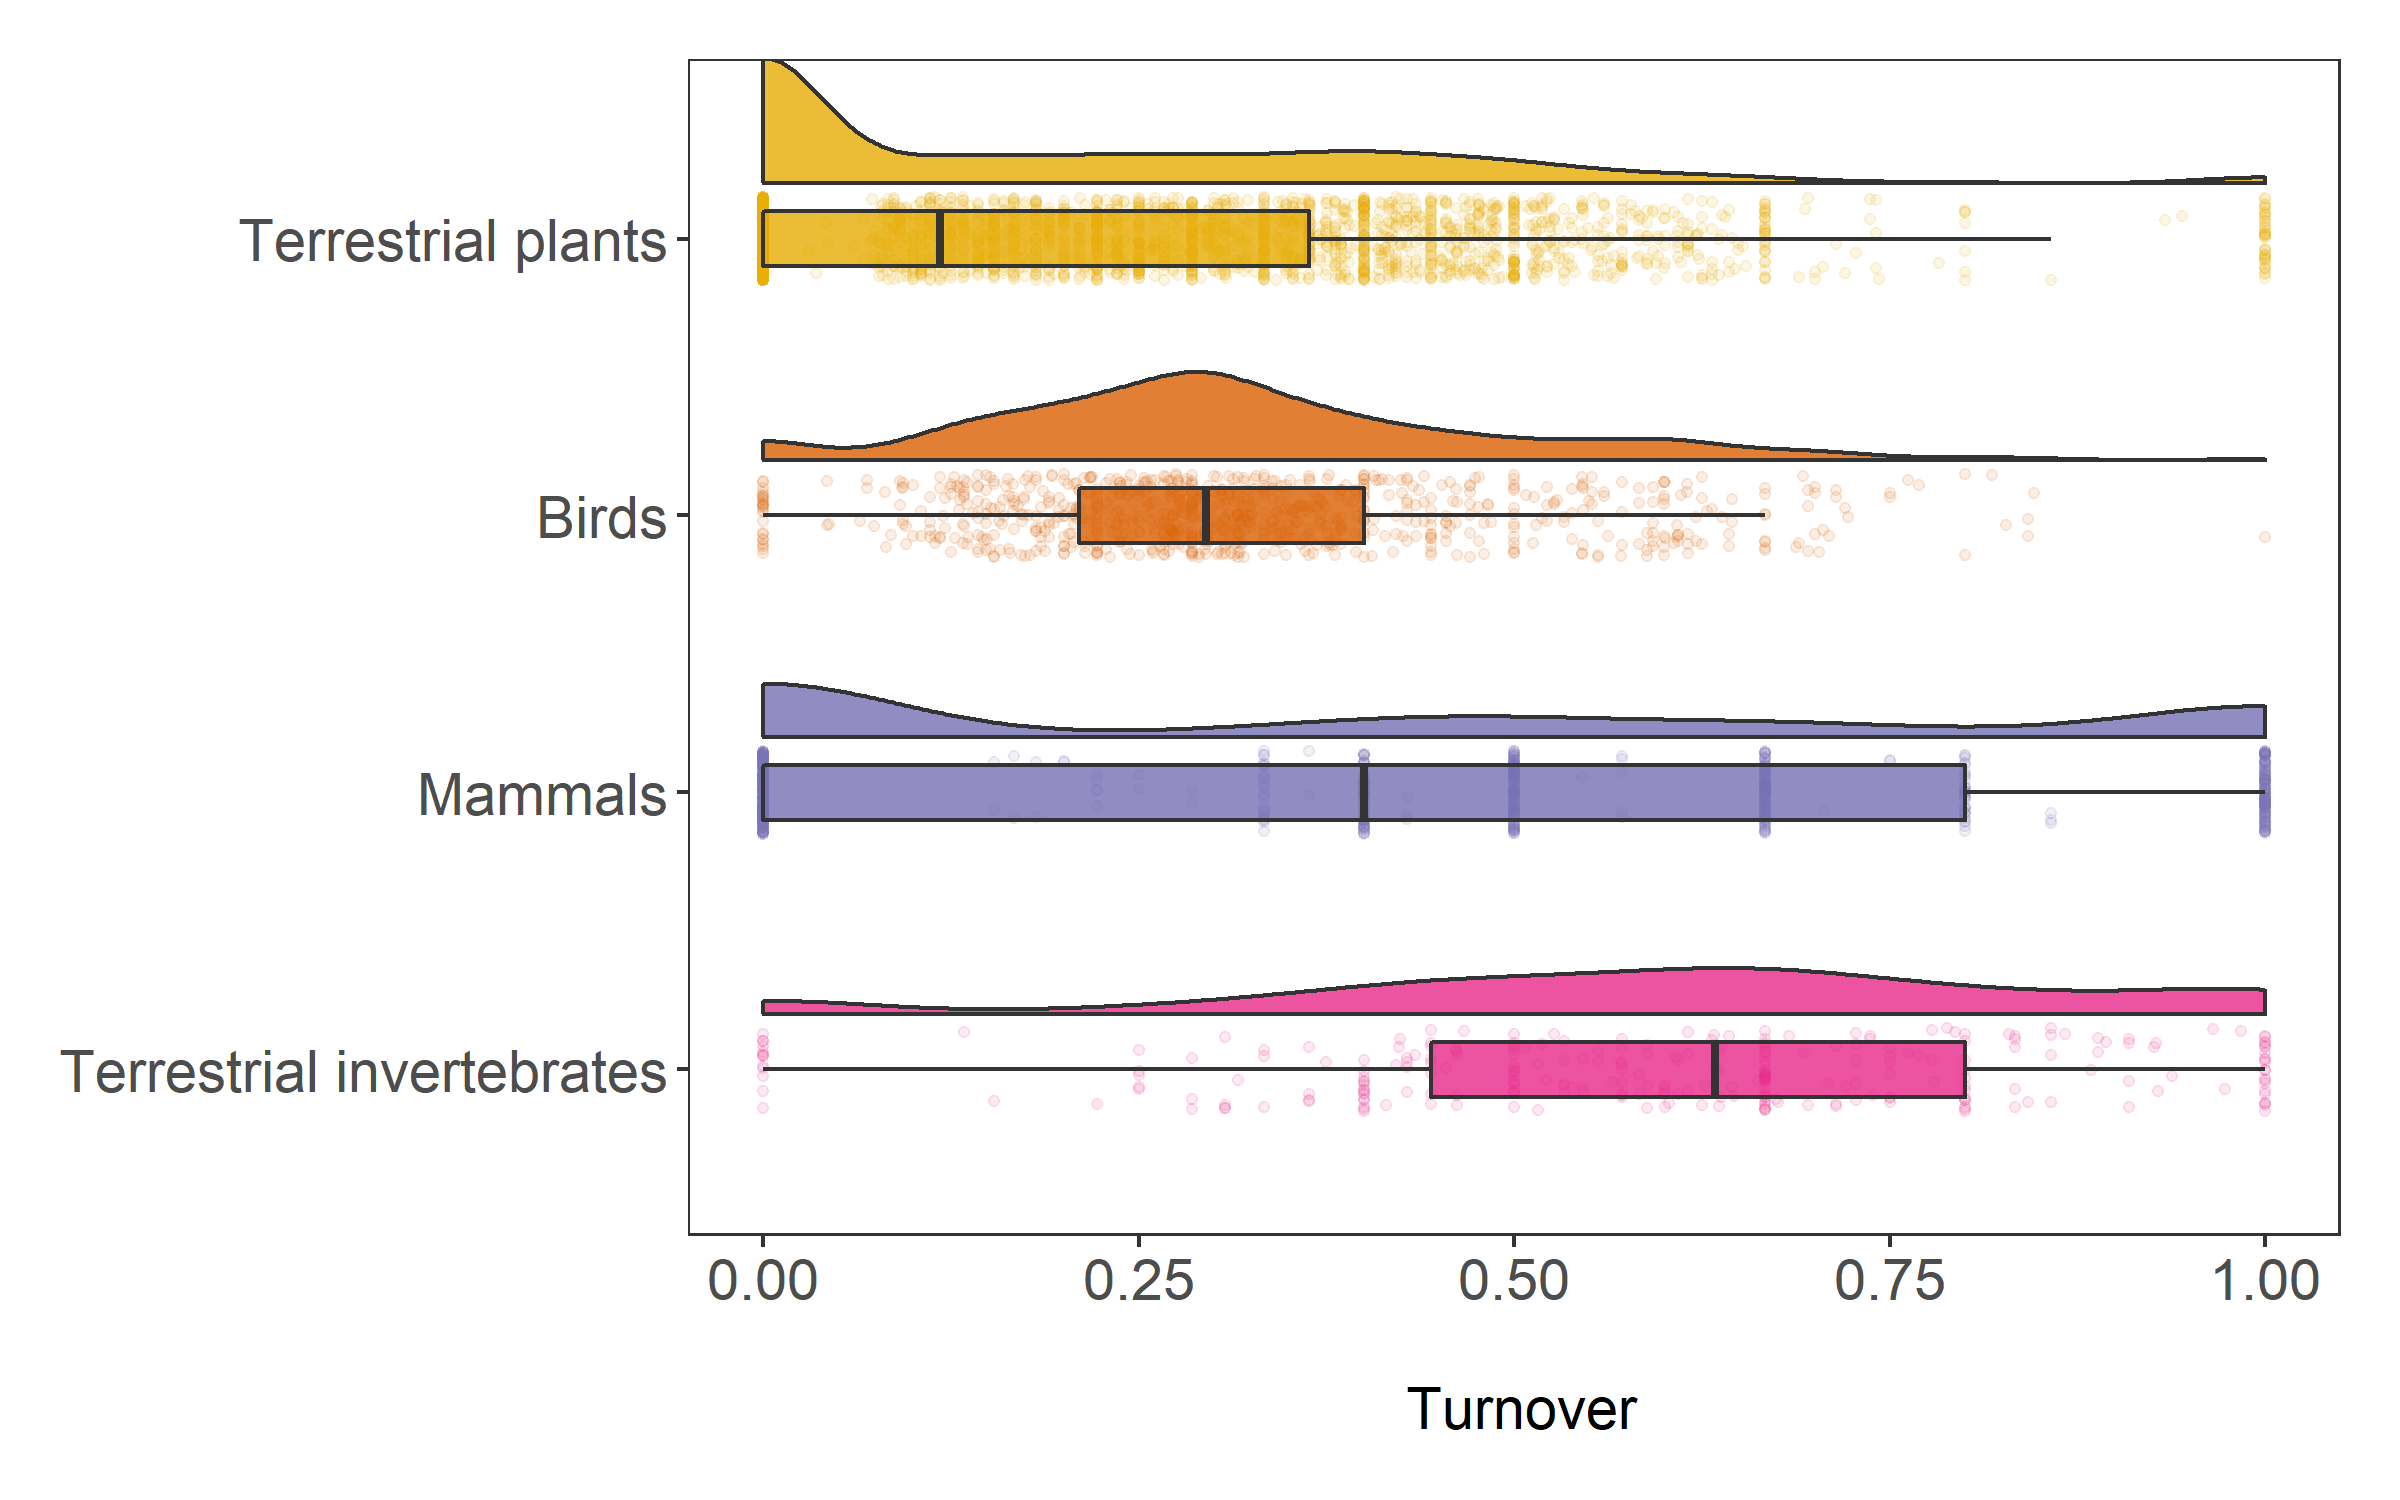 Terrestrial plants
Birds
Mammals
Terrestrial invertebrates
0.00 0.25 0.50 0.75 1.00
Turnover